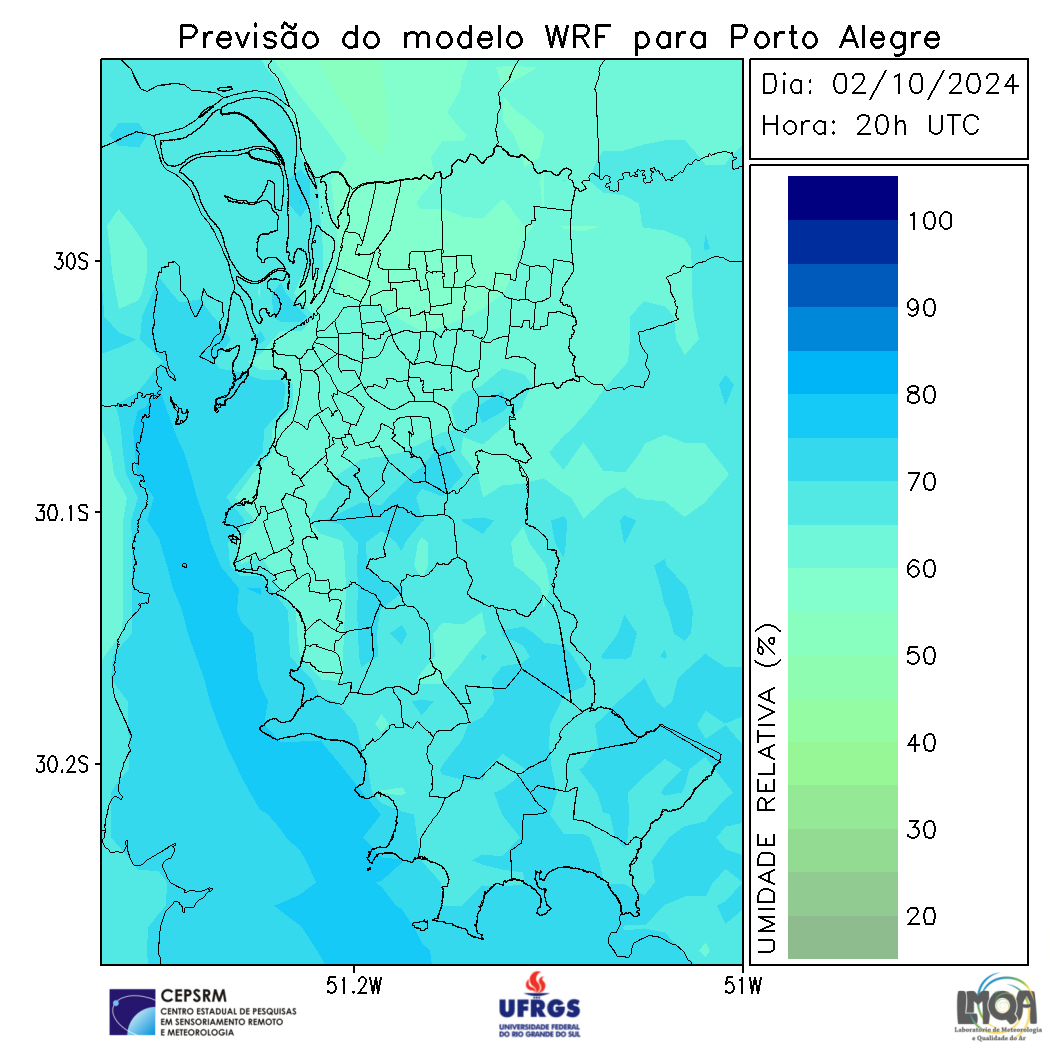 Previsão do modelo WRF para Porto Alegre
Dia: 02/10/2024
Hora: 20h UTC
100
90
80
70
60
50
40
30
20
UMIDADE RELATIVA (%)
30S
30.1S
30.2S
51.2W
51W
CEPSRM
CENTRO ESTADUAL DE PESQUISAS
EM SENSORIAMENTO REMOTO
E METEOROLOGIA
UFRGS
UNIVERSIDADE FEDERAL
DO RIO GRANDE DO SUL
LMQA
Laboratório de Meteorologia
e Qualidade do Ar